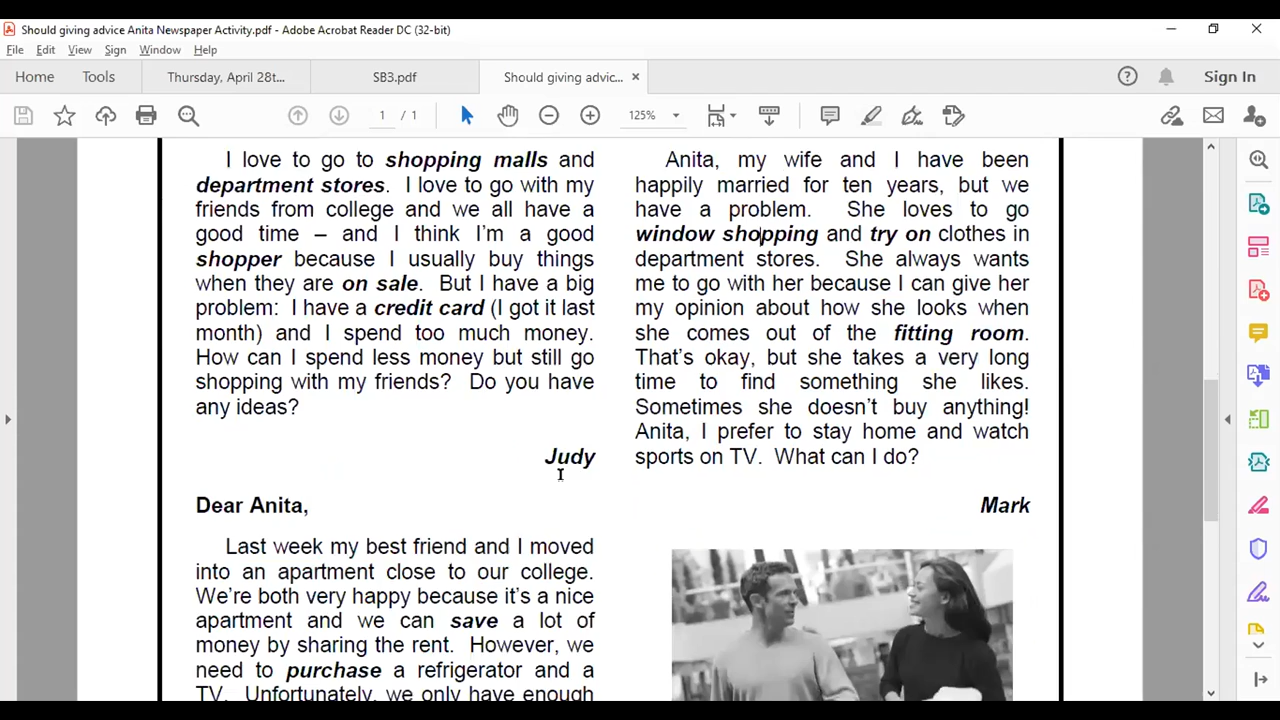 Should giving advice Anita Newspaper Activity.pdf - Adobe Acrobat Reader DC (32-bit)
File Edit View Sign Window Help
Home Tools Thursday, April 28t... SB3.pdf Should giving advic... Sign In
1 / 1 125%
I love to go to shopping malls and
department stores. I love to go with my
friends from college and we all have a
good time – and I think I'm a good
shopper because I usually buy things
when they are on sale. But I have a big
problem: I have a credit card (I got it last
month) and I spend too much money.
How can I spend less money but still go
shopping with my friends? Do you have
any ideas?
Judy
Dear Anita,
Last week my best friend and I moved
into an apartment close to our college.
We're both very happy because it's a nice
apartment and we can save a lot of
money by sharing the rent. However, we
need to purchase a refrigerator and a
TV. Unfortunately, we only have enough
Anita, my wife and I have been
happily married for ten years, but we
have a problem. She loves to go
window shopping and try on clothes in
department stores. She always wants
me to go with her because I can give her
my opinion about how she looks when
she comes out of the fitting room.
That's okay, but she takes a very long
time to find something she likes.
Sometimes she doesn't buy anything!
Anita, I prefer to stay home and watch
sports on TV. What can I do?
Mark